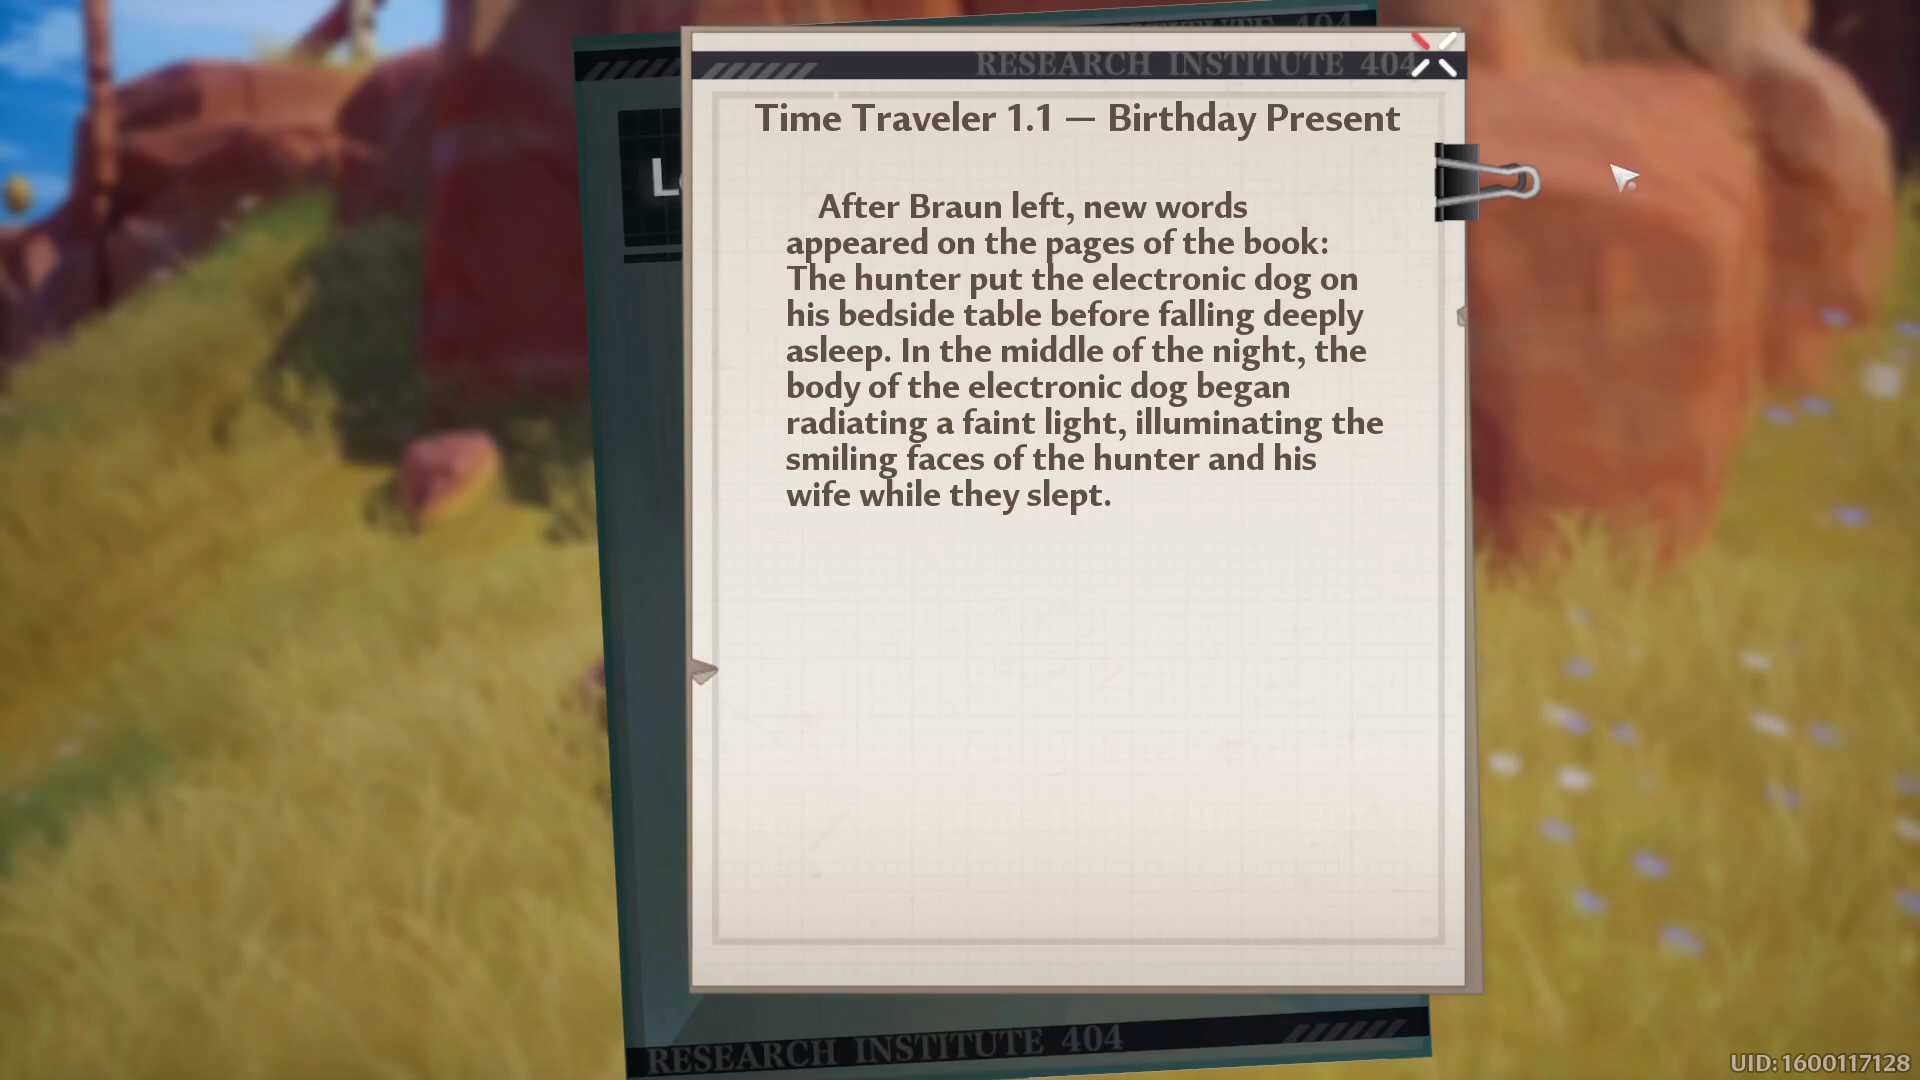 RESEARCH INSTITUTE 404
Time Traveler 1.1 — Birthday Present
After Braun left, new words
appeared on the pages of the book:
The hunter put the electronic dog on
his bedside table before falling deeply
asleep. In the middle of the night, the
body of the electronic dog began
radiating a faint light, illuminating the
smiling faces of the hunter and his
wife while they slept.
RESEARCH INSTITUTE 404
UID:1600117128